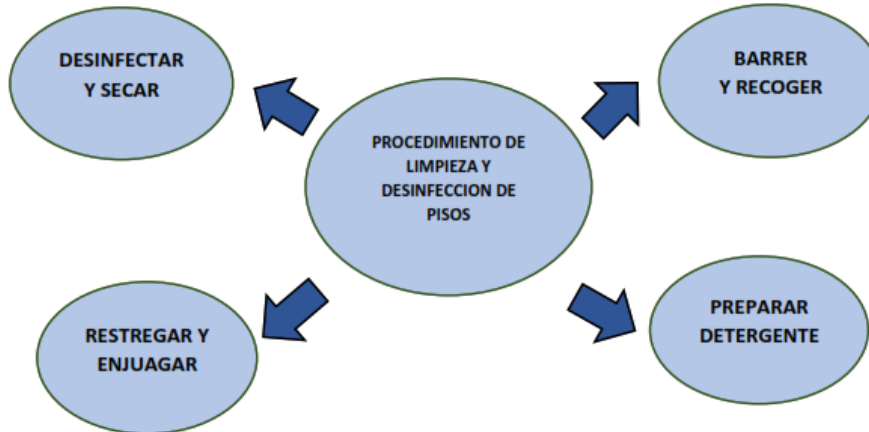 DESINFECTAR
Y SECAR
BARRER
Y RECOGER
PROCEDIMIENTO DE
LIMPIEZA Y
DESINFECCION DE
PISOS
RESTREGAR Y
ENJUAGAR
PREPARAR
DETERGENTE